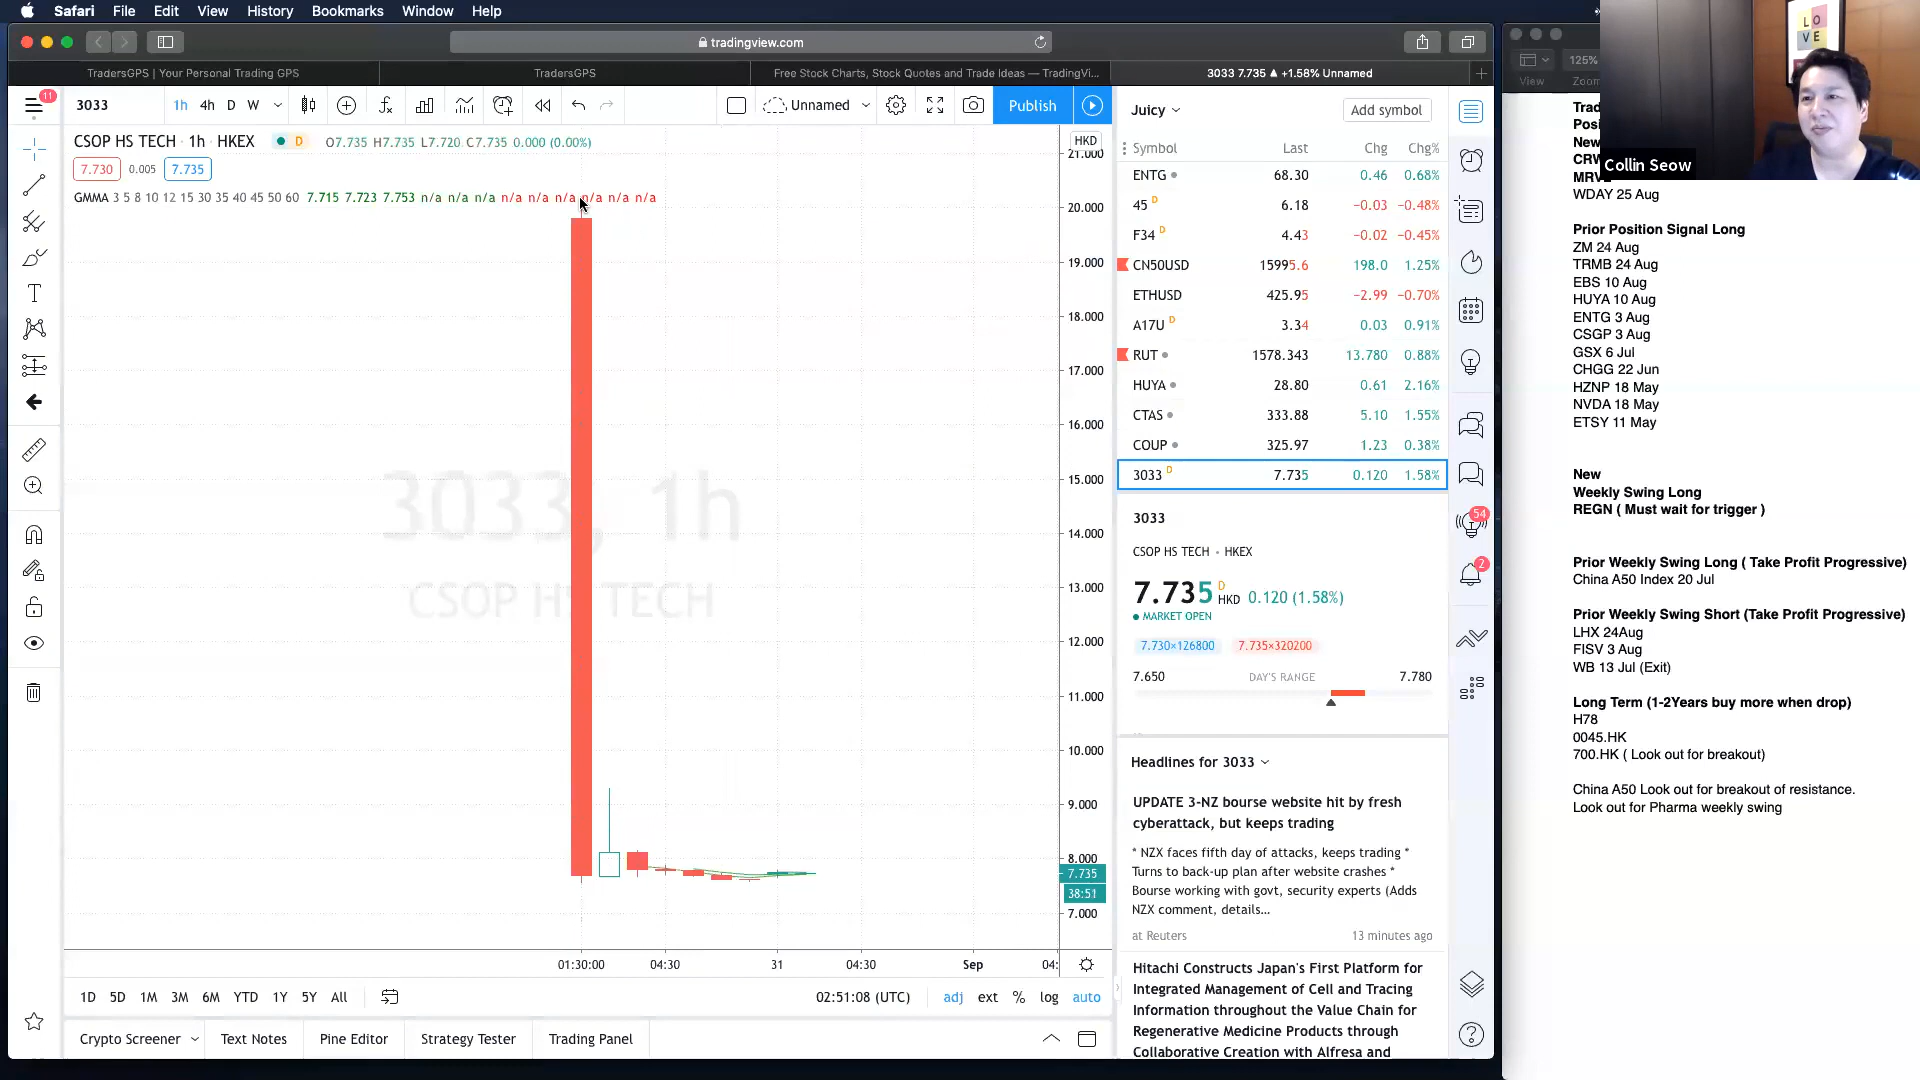 Safari File Edit View History Bookmarks Window Help
tradingview.com
TradersGPS | Your Personal Trading GPS
TradersGPS
Free Stock Charts, Stock Quotes and Trade Ideas — TradingVi...
3033 7.735 ▲ +1.58% Unnamed
11
3033
1h 4h D W
Unnamed
Publish
CSOP HS TECH · 1h · HKEX D O7.735 H7.735 L7.720 C7.735 0.000 (0.00%)
7.730 0.005 7.735
GMMA 3 5 8 10 12 15 30 35 40 45 50 60 7.715 7.723 7.753 n/a n/a n/a n/a n/a n/a n/a n/a n/a
3033, 1h
CSOP HS TECH
HKD
21.000
20.000
19.000
18.000
17.000
16.000
15.000
14.000
13.000
12.000
11.000
10.000
9.000
8.000
7.735
38:51
7.000
01:30:00 04:30 31 04:30 Sep 04:
1D 5D 1M 3M 6M YTD 1Y 5Y All
02:51:08 (UTC) adj ext % log auto
Crypto Screener Text Notes Pine Editor Strategy Tester Trading Panel
Juicy
Add symbol
Symbol Last Chg Chg%
ENTG 68.30 0.46 0.68%
45 D 6.18 −0.03 −0.48%
F34 D 4.43 −0.02 −0.45%
CN50USD 15995.6 198.0 1.25%
ETHUSD 425.95 −2.99 −0.70%
A17U D 3.34 0.03 0.91%
RUT 1578.343 13.780 0.88%
HUYA 28.80 0.61 2.16%
CTAS 333.88 5.10 1.55%
COUP 325.97 1.23 0.38%
3033 D 7.735 0.120 1.58%
3033
CSOP HS TECH • HKEX
7.735 D HKD 0.120 (1.58%)
MARKET OPEN
7.730×126800 7.735×320200
7.650 DAY'S RANGE 7.780
Headlines for 3033
UPDATE 3-NZ bourse website hit by fresh
cyberattack, but keeps trading
* NZX faces fifth day of attacks, keeps trading *
Turns to back-up plan after website crashes *
Bourse working with govt, security experts (Adds
NZX comment, details...
at Reuters 13 minutes ago
Hitachi Constructs Japan's First Platform for
Integrated Management of Cell and Tracing
Information throughout the Value Chain for
Regenerative Medicine Products through
Collaborative Creation with Alfresa and
54
2
125%
View Zoom
LOVE
Collin Seow
Trad
Posi
New
CRW
MRV
WDAY 25 Aug
Prior Position Signal Long
ZM 24 Aug
TRMB 24 Aug
EBS 10 Aug
HUYA 10 Aug
ENTG 3 Aug
CSGP 3 Aug
GSX 6 Jul
CHGG 22 Jun
HZNP 18 May
NVDA 18 May
ETSY 11 May
New
Weekly Swing Long
REGN ( Must wait for trigger )
Prior Weekly Swing Long ( Take Profit Progressive)
China A50 Index 20 Jul
Prior Weekly Swing Short (Take Profit Progressive)
LHX 24Aug
FISV 3 Aug
WB 13 Jul (Exit)
Long Term (1-2Years buy more when drop)
H78
0045.HK
700.HK ( Look out for breakout)
China A50 Look out for breakout of resistance.
Look out for Pharma weekly swing